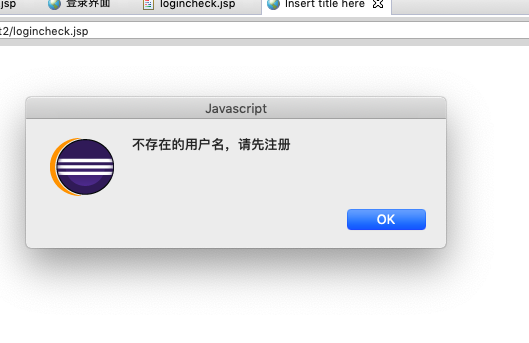 .jsp
登录界面
logincheck.jsp
Insert title here
t2/logincheck.jsp
Javascript
不存在的用户名，请先注册
OK